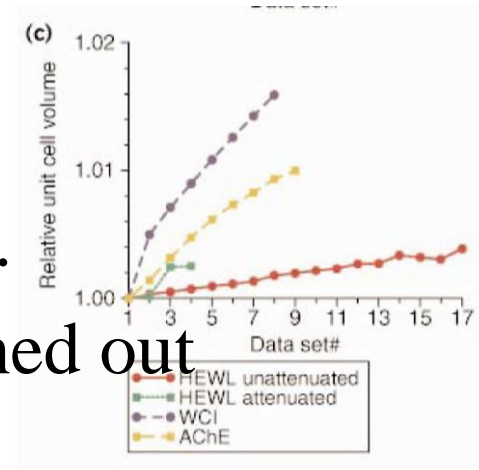 (c)
1.02
1.01
1.00
Relative unit cell volume
1 3 5 7 9 11 13 15 17
Data set#
.
ned out
HEWL unattenuated
HEWL attenuated
WCI
AChE